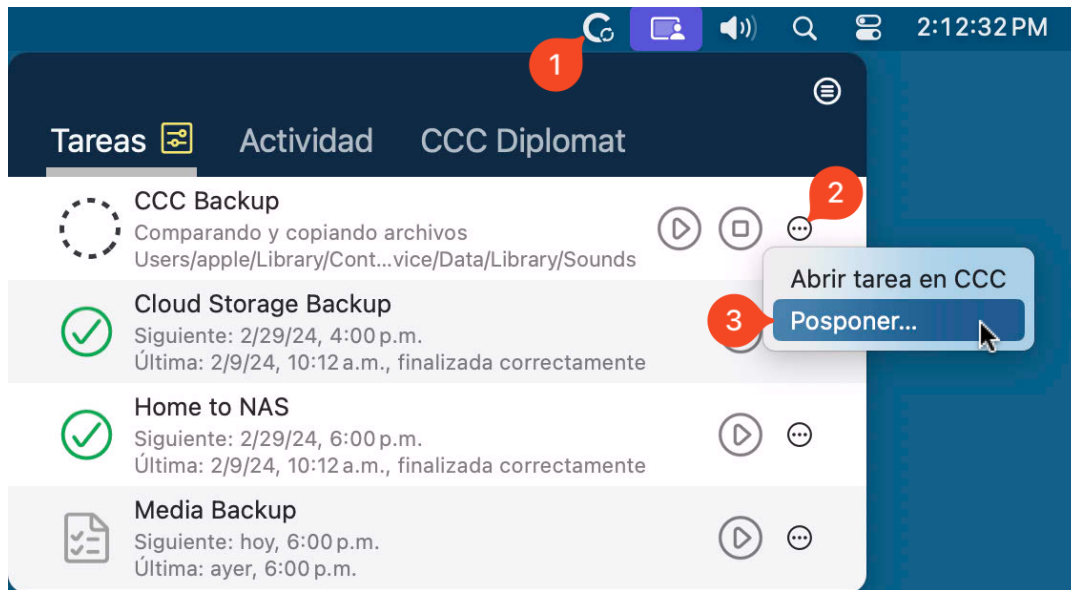 2:12:32 PM
1
Tareas
Actividad
CCC Diplomat
CCC Backup
2
Comparando y copiando archivos
Users/apple/Library/Cont...vice/Data/Library/Sounds
Abrir tarea en CCC
Cloud Storage Backup
3
Posponer...
Siguiente: 2/29/24, 4:00 p.m.
Última: 2/9/24, 10:12 a.m., finalizada correctamente
Home to NAS
Siguiente: 2/29/24, 6:00 p.m.
Última: 2/9/24, 10:12 a.m., finalizada correctamente
Media Backup
Siguiente: hoy, 6:00 p.m.
Última: ayer, 6:00 p.m.